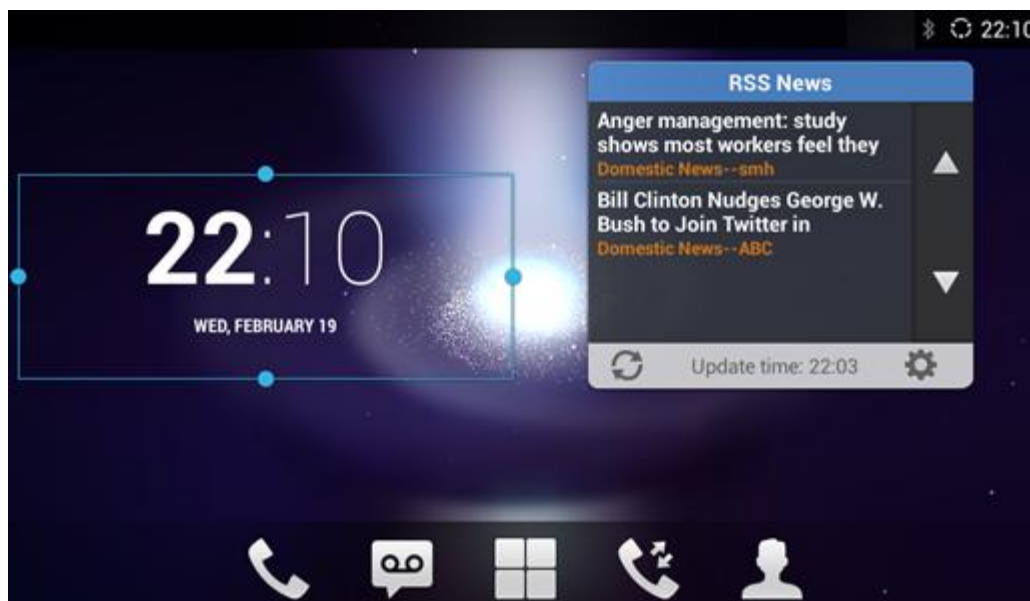 22:10
RSS News
Anger management: study
shows most workers feel they
Domestic News--smh
Bill Clinton Nudges George W.
Bush to Join Twitter in
Domestic News--ABC
Update time: 22:03
22:10
WED, FEBRUARY 19